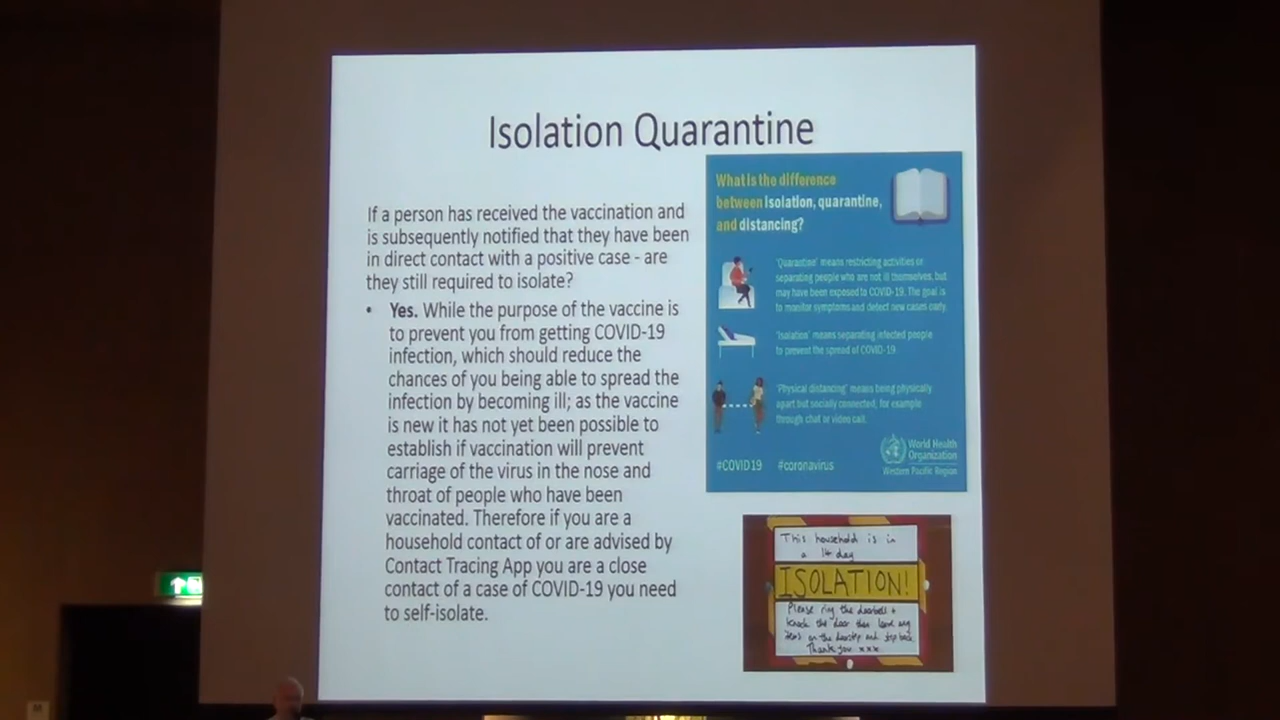 Isolation Quarantine
If a person has received the vaccination and
is subsequently notified that they have been
in direct contact with a positive case - are
they still required to isolate?
• Yes. While the purpose of the vaccine is
to prevent you from getting COVID-19
infection, which should reduce the
chances of you being able to spread the
infection by becoming ill; as the vaccine
is new it has not yet been possible to
establish if vaccination will prevent
carriage of the virus in the nose and
throat of people who have been
vaccinated. Therefore if you are a
household contact of or are advised by
Contact Tracing App you are a close
contact of a case of COVID-19 you need
to self-isolate.
What is the difference
between isolation, quarantine,
and distancing?
'Quarantine' means restricting activities or
separating people who are not ill themselves, but
may have been exposed to COVID-19. The goal is
to monitor symptoms and detect new cases early.
'Isolation' means separating infected people
to prevent the spread of COVID-19.
'Physical distancing' means being physically
apart but socially connected, for example
through chat or video call.
World Health
Organization
Western Pacific Region
#COVID19 #coronavirus
This household is in
a 14 day
ISOLATION!
Please ring the doorbell +
knock the door then leave any
items on the doorstep and step back.
Thank you xxx